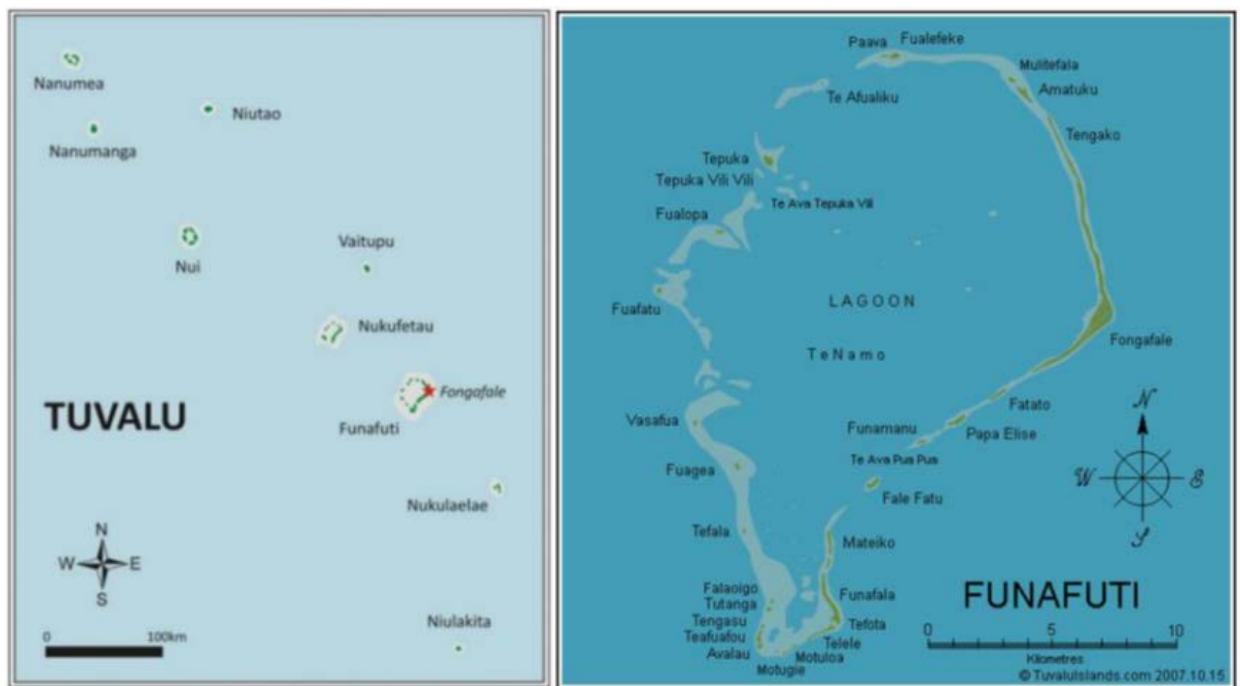 Nanumea
Niutao
Nanumanga
Nui
Vaitupu
Nukufetau
Fongafale
TUVALU
Funafuti
Nukulaelae
N
W
E
S
Niulakita
0
100km
Paava
Fualefeke
Mulitefala
Te Afualiku
Amatuku
Tengako
Tepuka
Tepuka Vili Vili
Te Ava Tepuka Vili
Fualopa
LAGOON
Fuafatu
Fongafale
TeNamo
Fatato
Vasafua
Funamanu
Papa Elise
N
Te Ava Pua Pua
Fuagea
W
E
Fale Fatu
S
Tefala
Mateiko
Falaoigo
Funafala
FUNAFUTI
Tutanga
Tengasu
Tefota
Teafuafou
Telele
0 5 10
Avalau
Motuloa
Motugie
Kilometres
© TuvaluIslands.com 2007.10.15